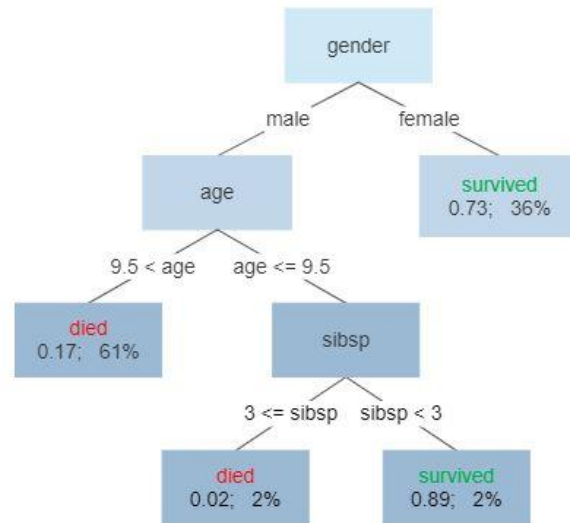 gender
male female
age
survived
0.73; 36%
9.5 < age age <= 9.5
died
0.17; 61%
sibsp
3 <= sibsp sibsp < 3
died
0.02; 2%
survived
0.89; 2%